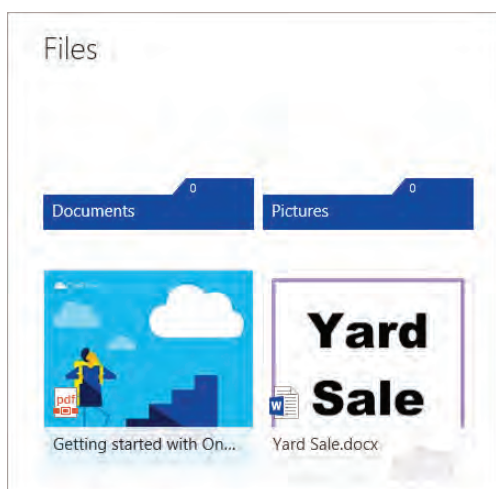 Files
0
0
Documents
Pictures
pdf
Yard
Sale
W
Getting started with On...
Yard Sale.docx